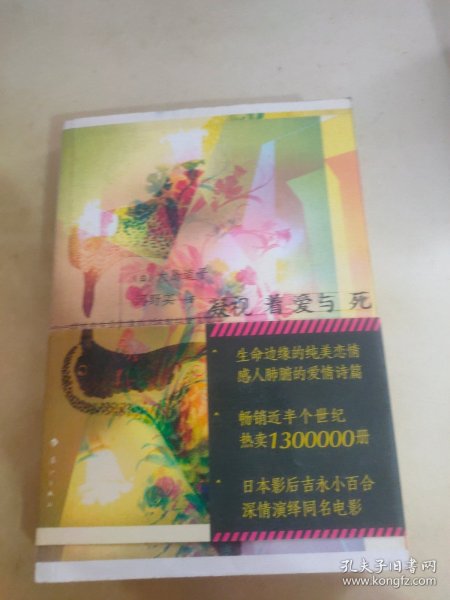 凝视着爱与死
生命边缘的纯美恋情
感人肺腑的爱情诗篇
畅销近半个世纪
热卖1300000册
日本影后吉永小百合
深情演绎同名电影
孔夫子旧书网
www.kongfz.com